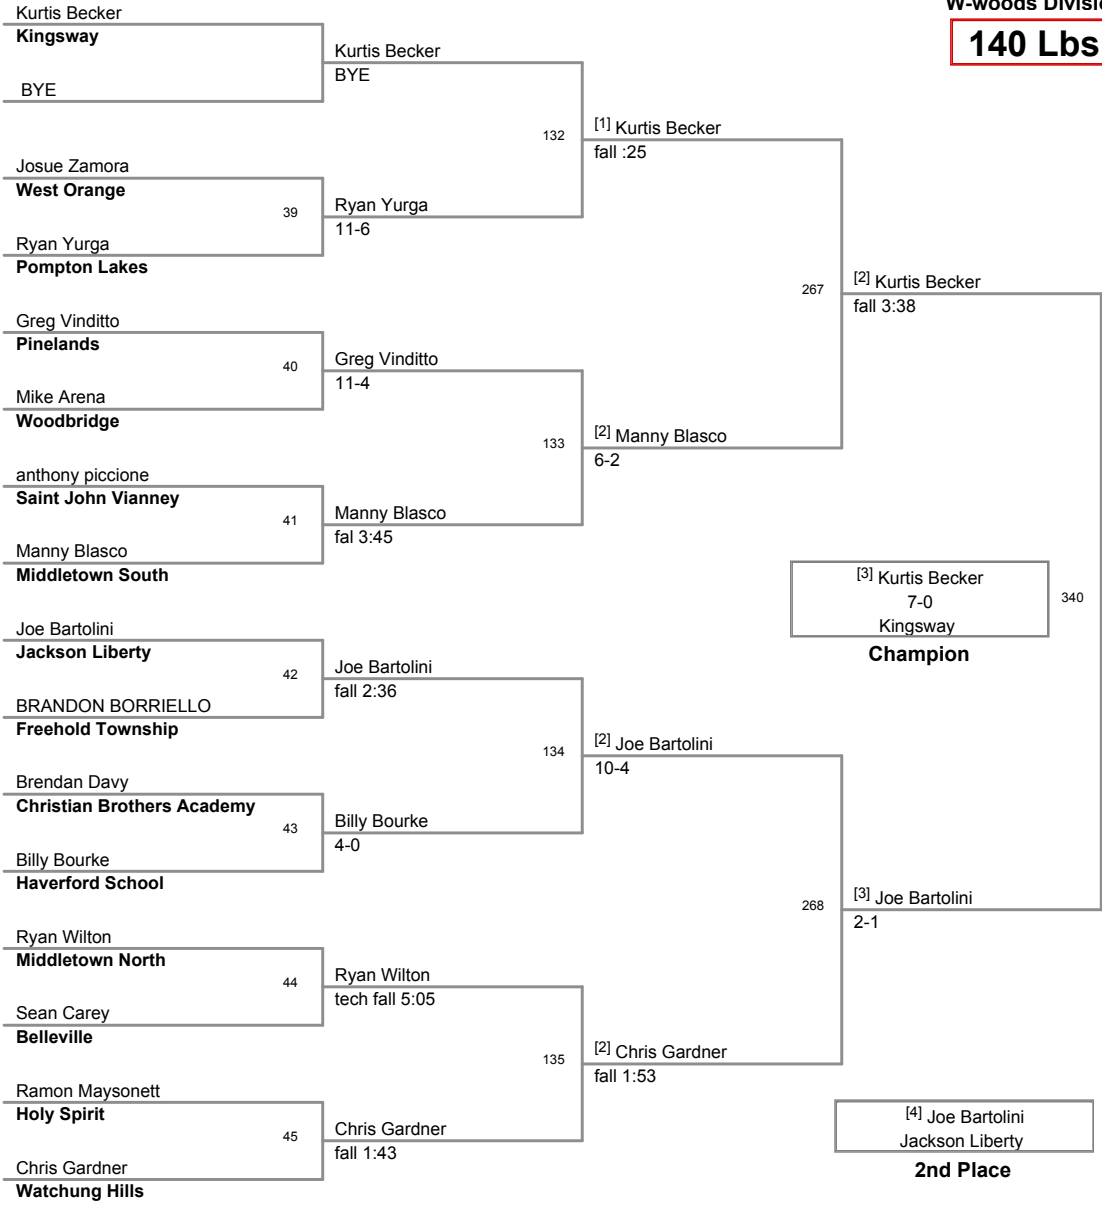 W-woods Divisi
140 Lbs
Kurtis Becker
Kingsway
BYE
Kurtis Becker
BYE
Josue Zamora
West Orange
39
Ryan Yurga
Pompton Lakes
Ryan Yurga
11-6
132
[1] Kurtis Becker
fall :25
Greg Vinditto
Pinelands
40
Mike Arena
Woodbridge
Greg Vinditto
11-4
anthony piccione
Saint John Vianney
41
Manny Blasco
Middletown South
Manny Blasco
fal 3:45
133
[2] Manny Blasco
6-2
267
[2] Kurtis Becker
fall 3:38
Joe Bartolini
Jackson Liberty
42
BRANDON BORRIELLO
Freehold Township
Joe Bartolini
fall 2:36
Brendan Davy
Christian Brothers Academy
43
Billy Bourke
Haverford School
Billy Bourke
4-0
134
[2] Joe Bartolini
10-4
Ryan Wilton
Middletown North
44
Sean Carey
Belleville
Ryan Wilton
tech fall 5:05
Ramon Maysonett
Holy Spirit
45
Chris Gardner
Watchung Hills
Chris Gardner
fall 1:43
135
[2] Chris Gardner
fall 1:53
268
[3] Joe Bartolini
2-1
[3] Kurtis Becker
7-0
Kingsway
340
Champion
[4] Joe Bartolini
Jackson Liberty
2nd Place